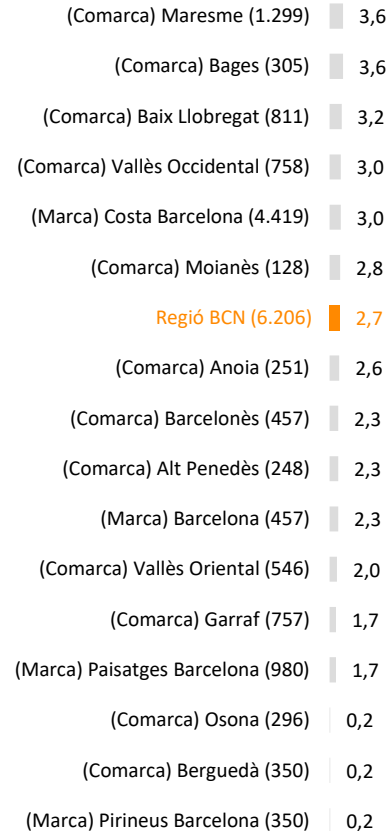 (Comarca) Maresme (1.299) 3,6
(Comarca) Bages (305) 3,6
(Comarca) Baix Llobregat (811) 3,2
(Comarca) Vallès Occidental (758) 3,0
(Marca) Costa Barcelona (4.419) 3,0
(Comarca) Moianès (128) 2,8
Regió BCN (6.206) 2,7
(Comarca) Anoia (251) 2,6
(Comarca) Barcelonès (457) 2,3
(Comarca) Alt Penedès (248) 2,3
(Marca) Barcelona (457) 2,3
(Comarca) Vallès Oriental (546) 2,0
(Comarca) Garraf (757) 1,7
(Marca) Paisatges Barcelona (980) 1,7
(Comarca) Osona (296) 0,2
(Comarca) Berguedà (350) 0,2
(Marca) Pirineus Barcelona (350) 0,2